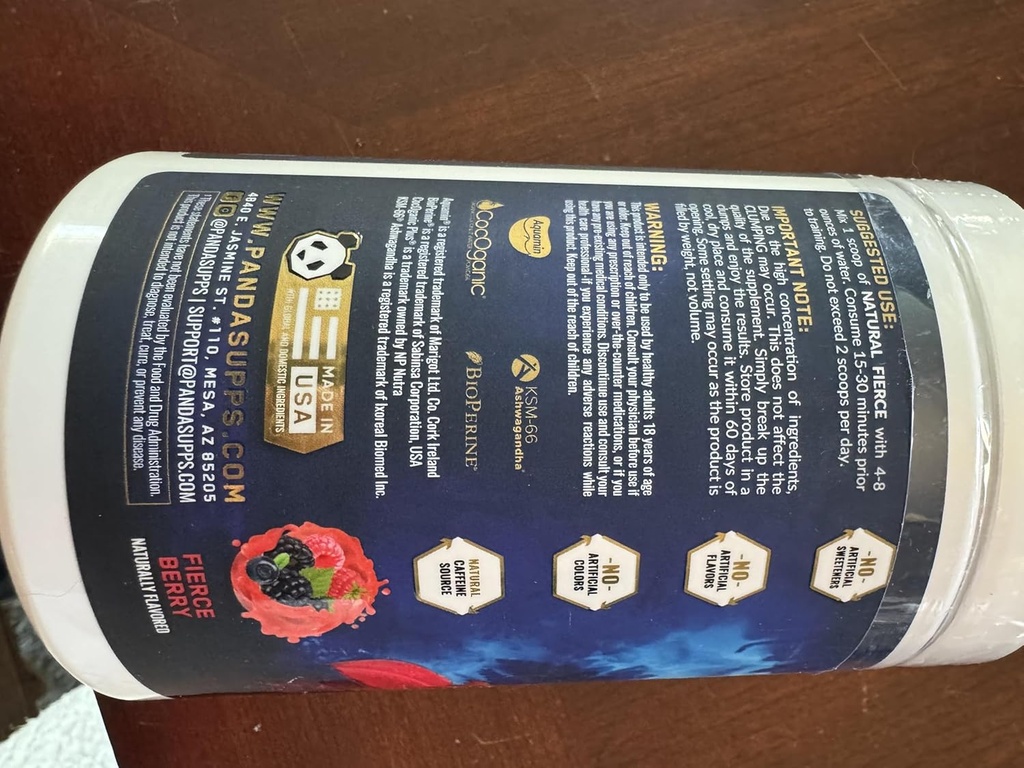 SUGGESTED USE:
Mix 1 scoop of NATURAL FIERCE with 4-8
ounces of water. Consume 15-30 minutes prior
to training. Do not exceed 2 scoops per day.
IMPORTANT NOTE:
Due to the high concentration of ingredients,
CLUMPING may occur. This does not affect the
quality of the supplement. Simply break up the
clumps and enjoy the results. Store product in a
cool, dry place and consume it within 60 days of
opening. Some settling may occur as the product is
filled by weight, not volume.
WARNING:
This product is intended only to be used by healthy adults 18 years of age
or older. Keep out of reach of children. Consult your physician before use if
you are using any prescription or over-the-counter medications, or if you
have any pre-existing medical conditions. Discontinue use and consult your
health care professional if you experience any adverse reactions while
using this product. Keep out of the reach of children.
Aquamin
KSM-66
Ashwagandha
COCOGANIC
BIOPERINE
Aquamin® is a registered trademark of Marigot Ltd. Co. Cork Ireland
BioPerine® is a registered trademark of Sabinsa Corporation, USA
CocOganic Plus® is a trademark owned by NP Nutra
KSM-66® Ashwagandha is a registered trademark of Ixoreal Biomed Inc.
MADE IN
USA
WITH GLOBAL AND DOMESTIC INGREDIENTS
WWW.PANDASUPPS.COM
4840 E. JASMINE ST. #110, MESA, AZ 85205
@PANDASUPPS | SUPPORT@PANDASUPPS.COM
These statements have not been evaluated by the Food and Drug Administration.
This product is not intended to diagnose, treat, cure, or prevent any disease.
-NO-
ARTIFICIAL
SWEETENERS
-NO-
ARTIFICIAL
FLAVORS
-NO-
ARTIFICIAL
COLORS
NATURAL
CAFFEINE
SOURCE
FIERCE
BERRY
NATURALLY FLAVORED